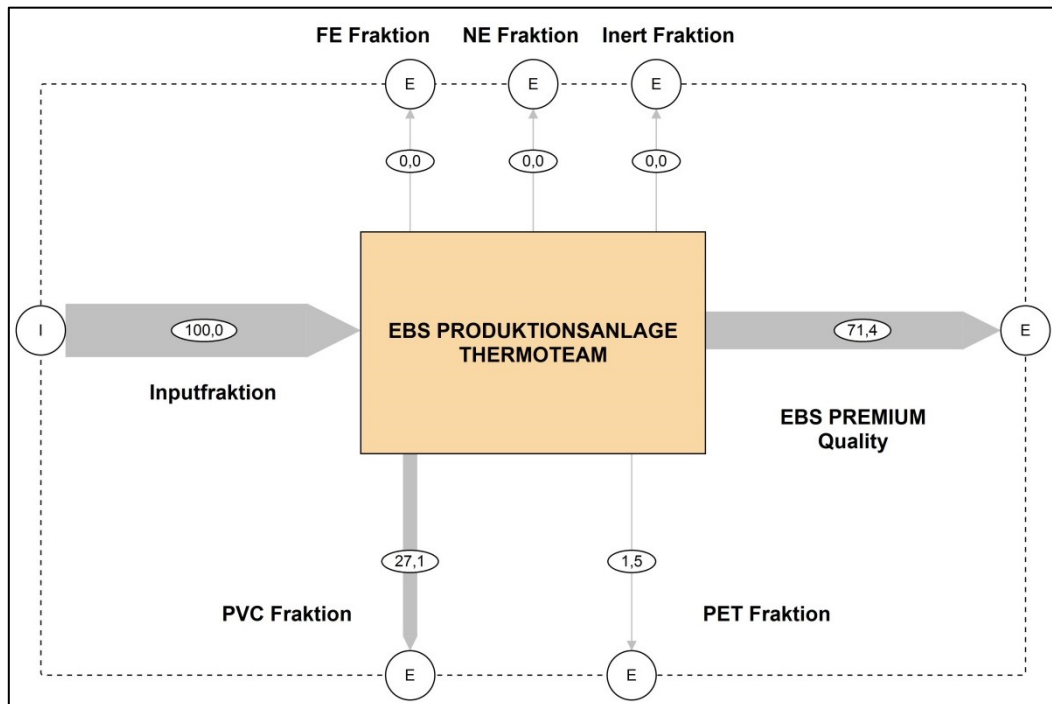 FE Fraktion
NE Fraktion
Inert Fraktion
E
E
E
0,0
0,0
0,0
I
100,0
Inputfraktion
EBS PRODUKTIONSANLAGE
THERMOTEAM
71,4
E
EBS PREMIUM
Quality
27,1
1,5
PVC Fraktion
PET Fraktion
E
E